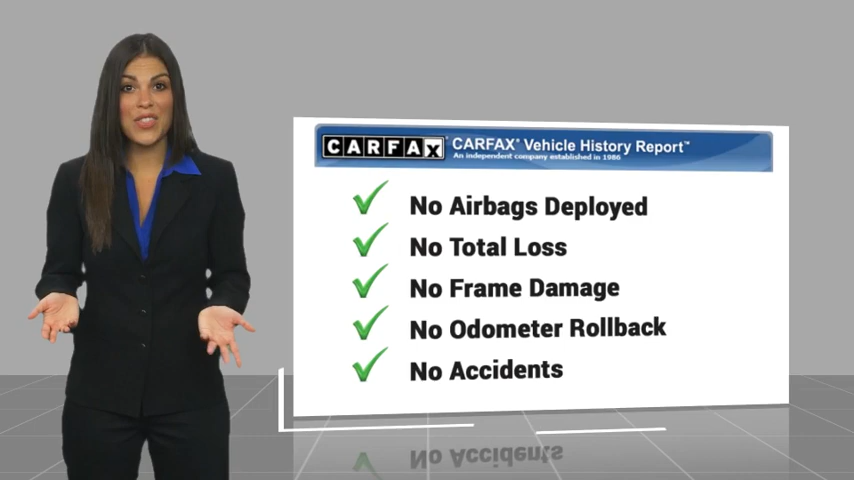 CARFAX CARFAX® Vehicle History Report™
An independent company established in 1986
No Airbags Deployed
No Total Loss
No Frame Damage
No Odometer Rollback
No Accidents
No Accidents